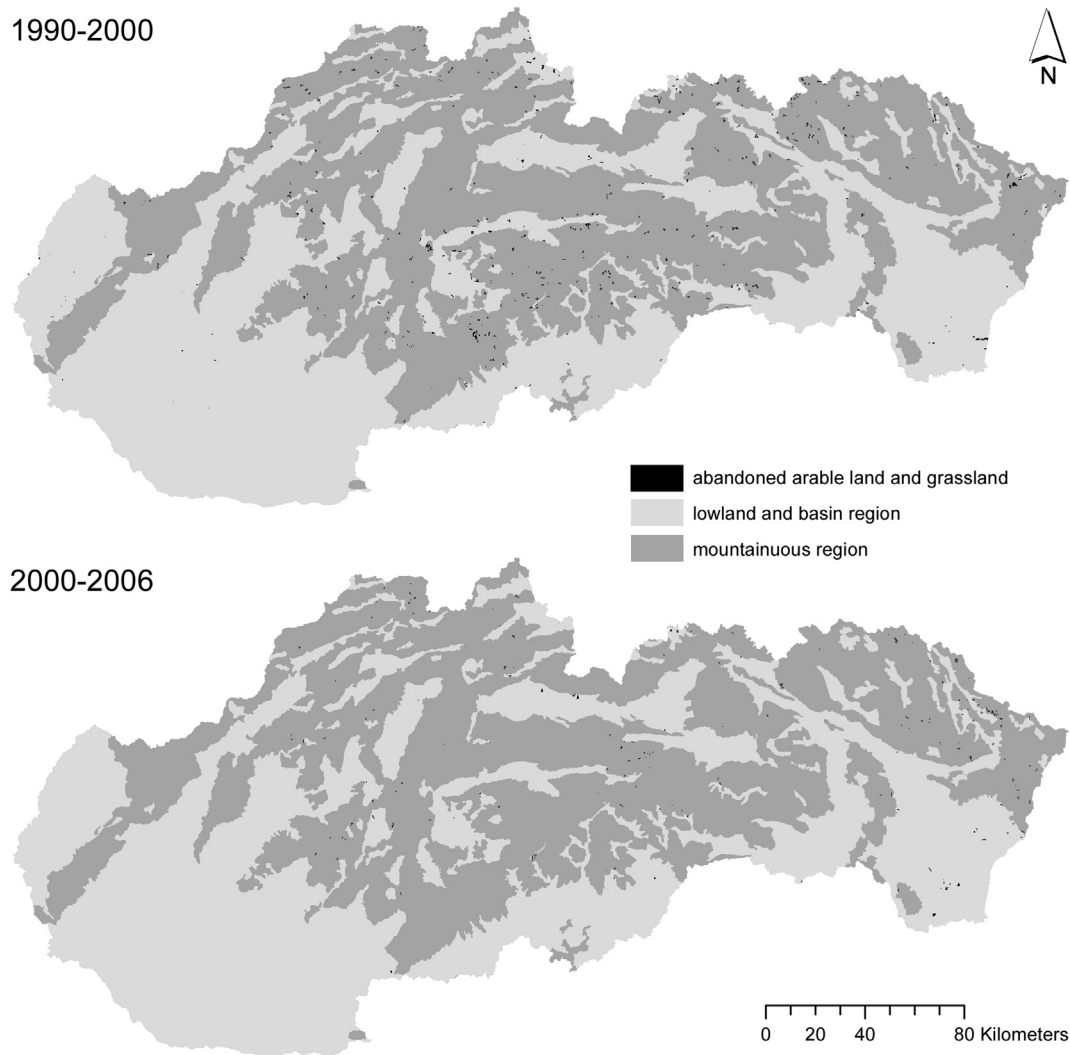 1990-2000
N
abandoned arable land and grassland
lowland and basin region
mountainuous region
2000-2006
0 20 40 80 Kilometers